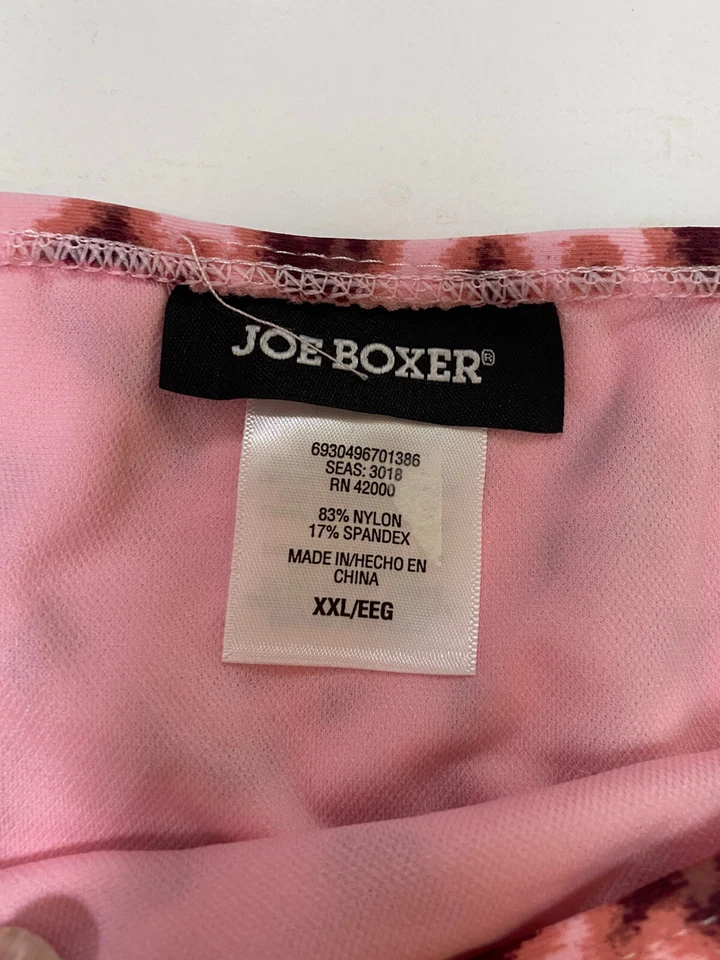 JOE BOXER®
6930496701386
SEAS: 3018
RN 42000
83% NYLON
17% SPANDEX
MADE IN/HECHO EN
CHINA
XXL/EEG